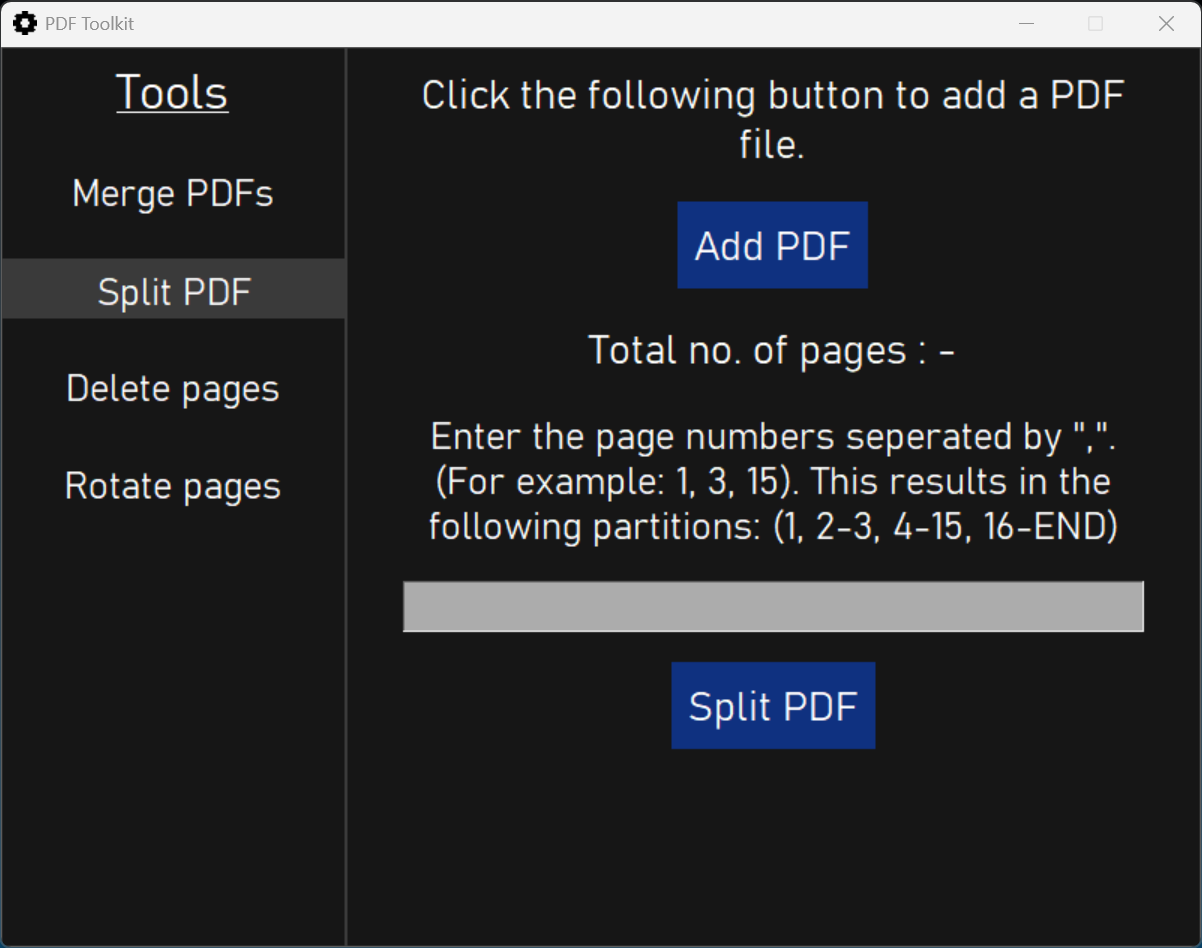 PDF Toolkit
Tools
Merge PDFs
Split PDF
Delete pages
Rotate pages
Click the following button to add a PDF
file.
Add PDF
Total no. of pages : -
Enter the page numbers seperated by ",".
(For example: 1, 3, 15). This results in the
following partitions: (1, 2-3, 4-15, 16-END)
Split PDF